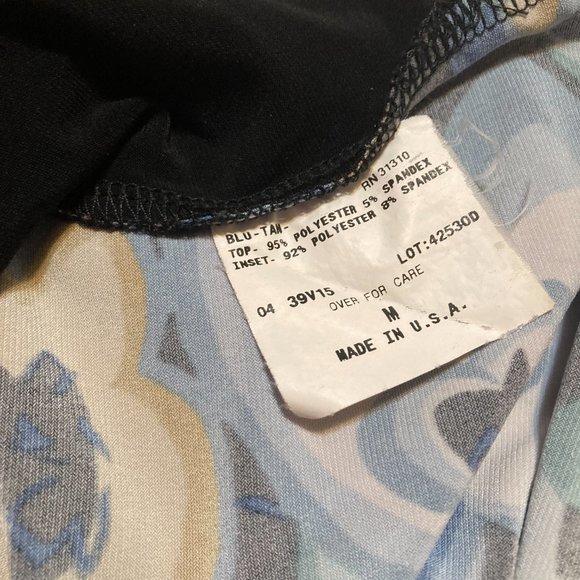 RN 31310
BLU-TAN-
TOP- 95% POLYESTER 5% SPANDEX
INSET- 92% POLYESTER 8% SPANDEX
LOT:42530D
04 39V15
OVER FOR CARE
M
MADE IN U.S.A.